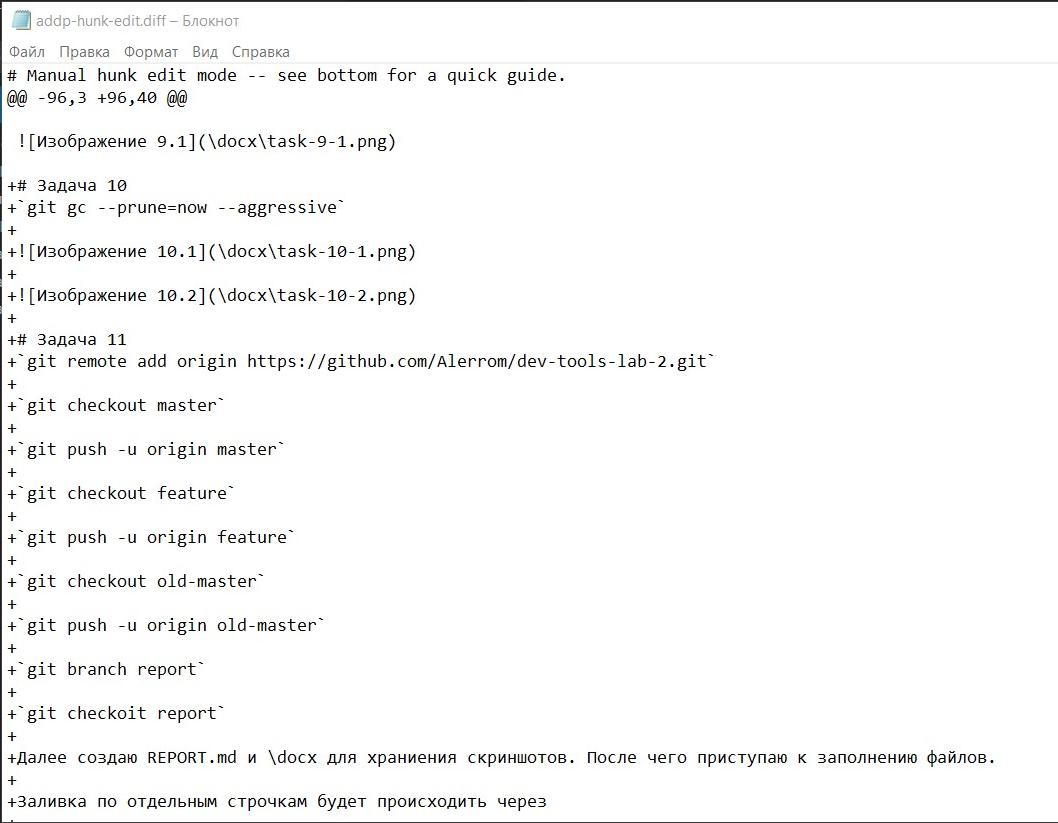 addp-hunk-edit.diff – Блокнот
Файл Правка Формат Вид Справка
# Manual hunk edit mode -- see bottom for a quick guide.
@@ -96,3 +96,40 @@
![Изображение 9.1](\docx\task-9-1.png)
+# Задача 10
+`git gc --prune=now --aggressive`
+
+![Изображение 10.1](\docx\task-10-1.png)
+
+![Изображение 10.2](\docx\task-10-2.png)
+
+# Задача 11
+`git remote add origin https://github.com/Alerrom/dev-tools-lab-2.git`
+
+`git checkout master`
+
+`git push -u origin master`
+
+`git checkout feature`
+
+`git push -u origin feature`
+
+`git checkout old-master`
+
+`git push -u origin old-master`
+
+`git branch report`
+
+`git checkoit report`
+
+Далее создаю REPORT.md и \docx для храниения скриншотов. После чего приступаю к заполнению файлов.
+
+Заливка по отдельным строчкам будет происходить через